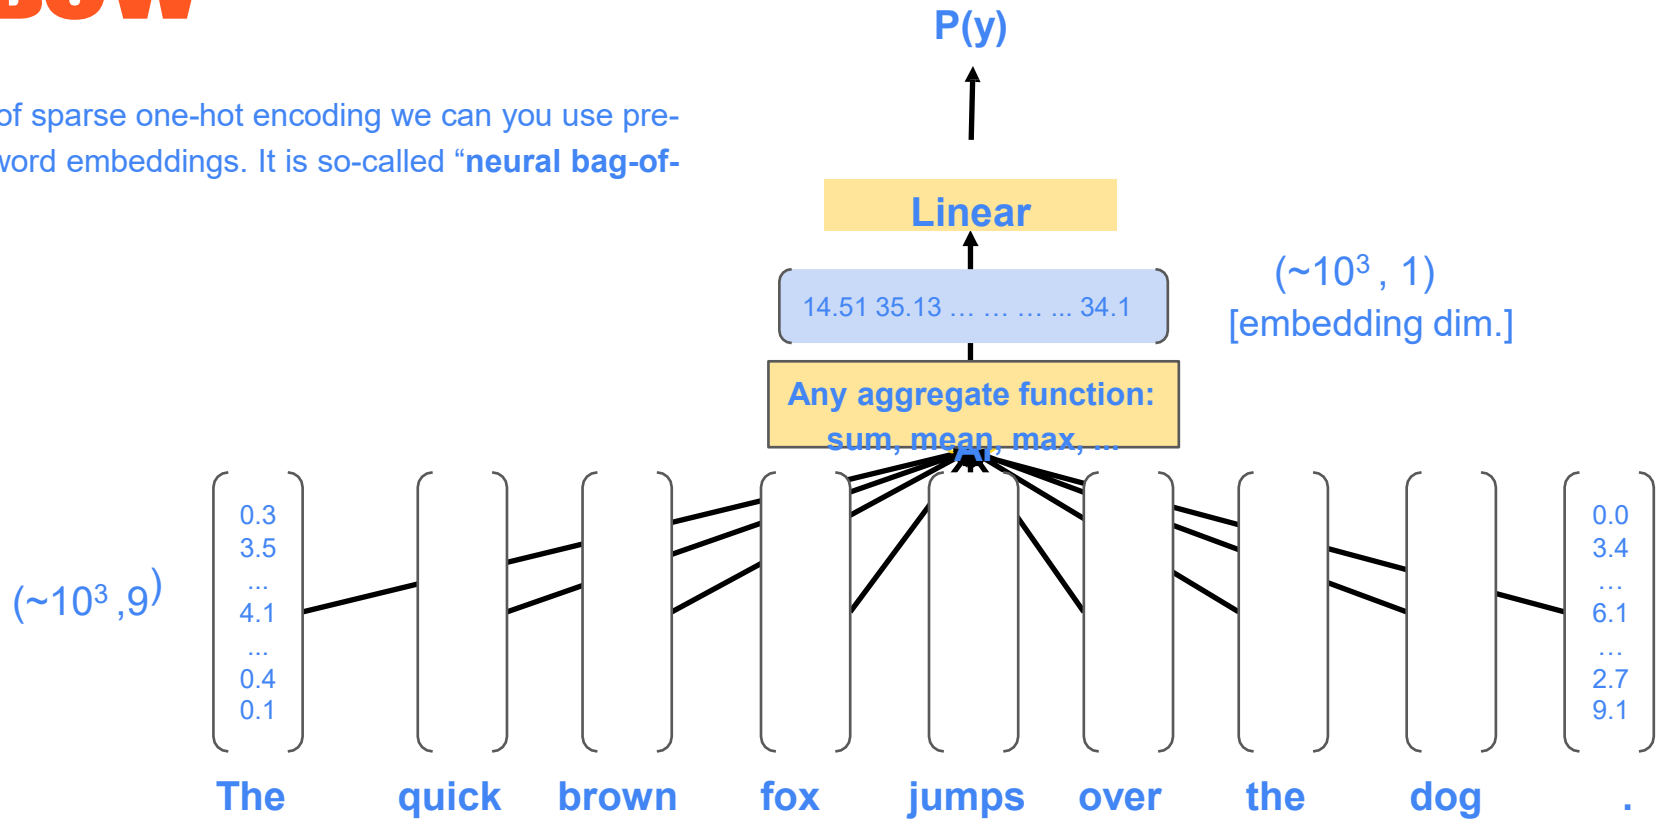 BOW
P(y)
of sparse one-hot encoding we can you use pre-
word embeddings. It is so-called “neural bag-of-
Linear
14.51 35.13 … … … ... 34.1
(~10³ , 1)
[embedding dim.]
Any aggregate function:
sum, mean, max, ...
(~10³ ,9)
0.3
3.5
...
4.1
...
0.4
0.1
0.0
3.4
…
6.1
…
2.7
9.1
The quick brown fox jumps over the dog .